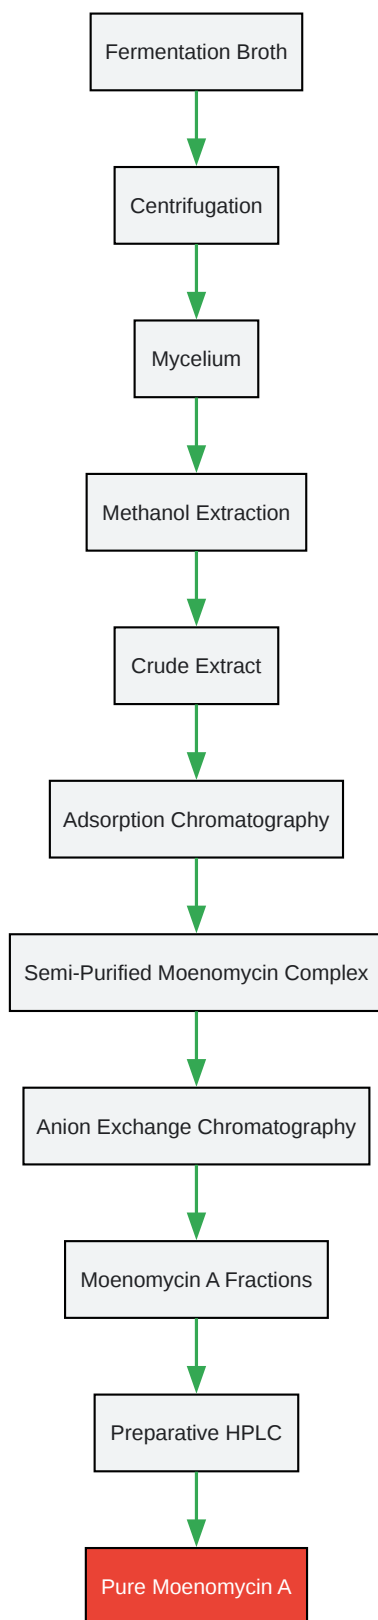 Fermentation Broth
Centrifugation
Mycelium
Methanol Extraction
Crude Extract
Adsorption Chromatography
Semi-Purified Moenomycin Complex
Anion Exchange Chromatography
Moenomycin A Fractions
Preparative HPLC
Pure Moenomycin A